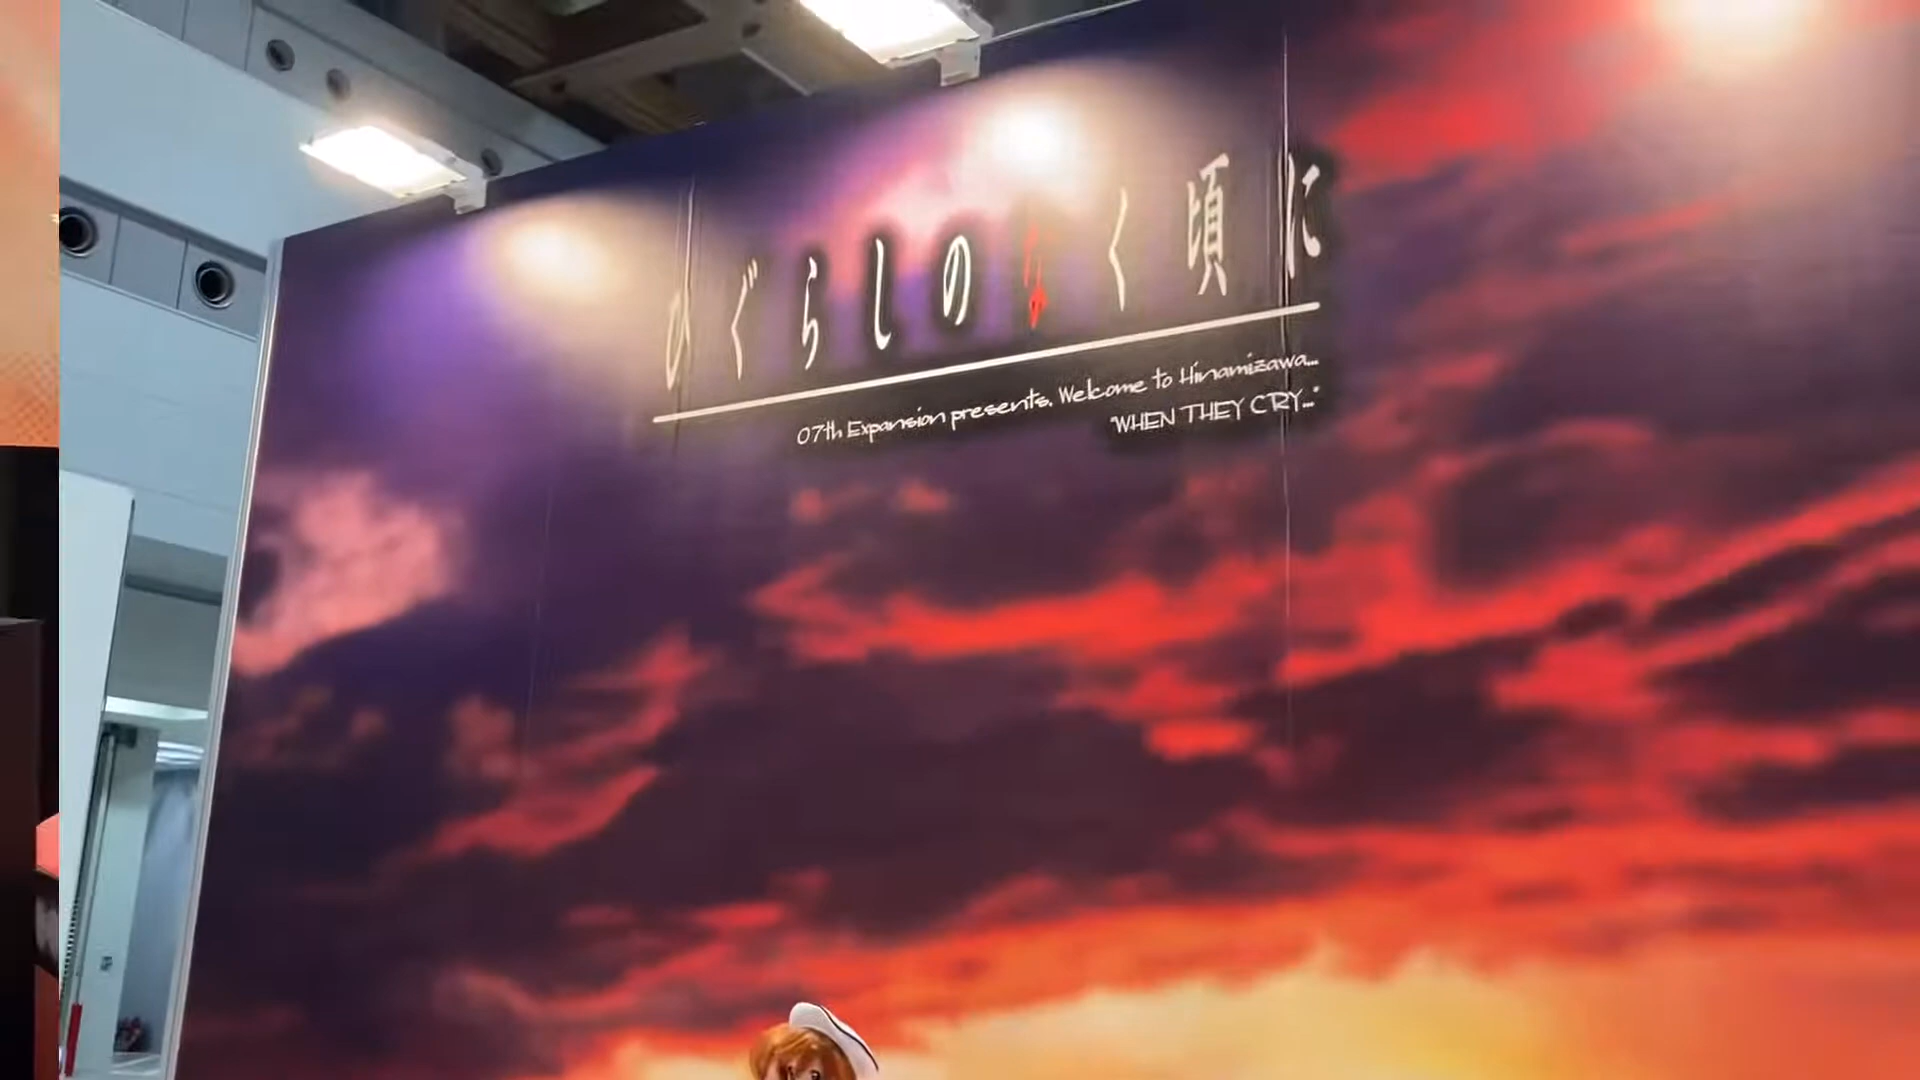 ひぐらしのなく頃に
07th Expansion presents. Welcome to Hinamizawa...
"WHEN THEY CRY..."